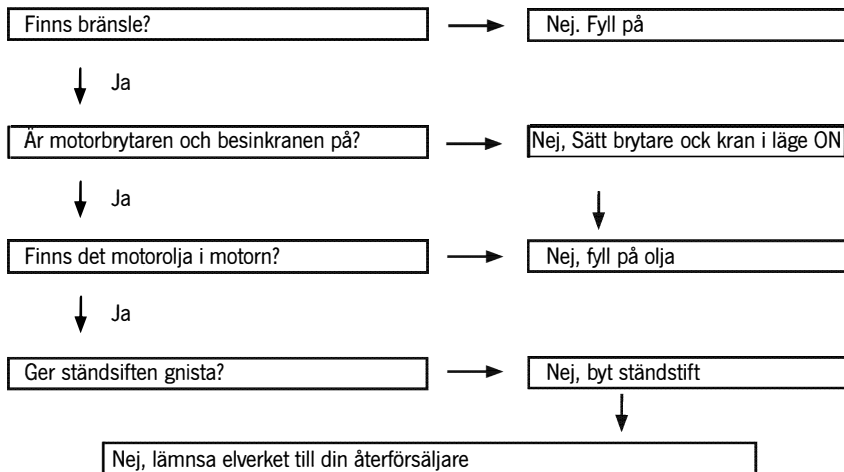 Finns bränsle?
Nej. Fyll på
Ja
Är motorbrytaren och besinkranen på?
Nej, Sätt brytare ock kran i läge ON
Ja
Finns det motorolja i motorn?
Nej, fyll på olja
Ja
Ger ständsiften gnista?
Nej, byt ständstift
Nej, lämnsa elverket till din återförsäljare